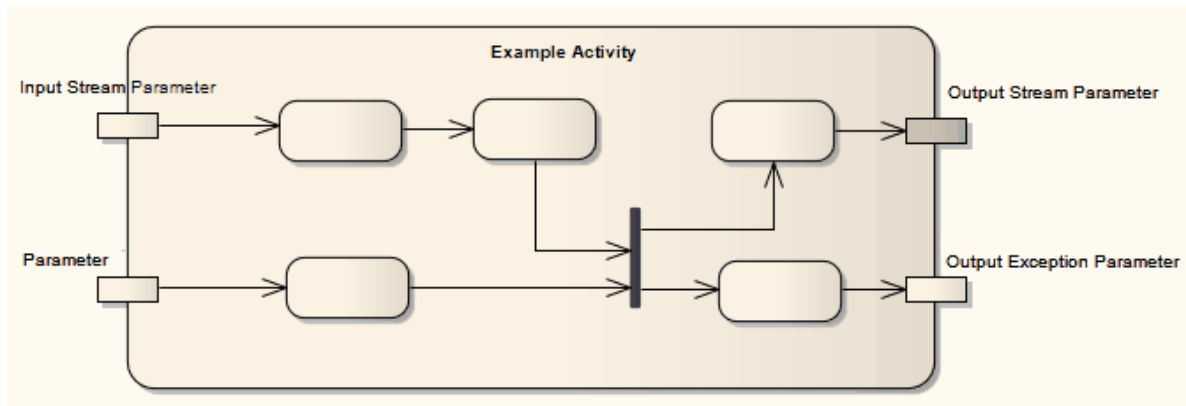 Example Activity
Input Stream Parameter
Output Stream Parameter
Parameter
Output Exception Parameter